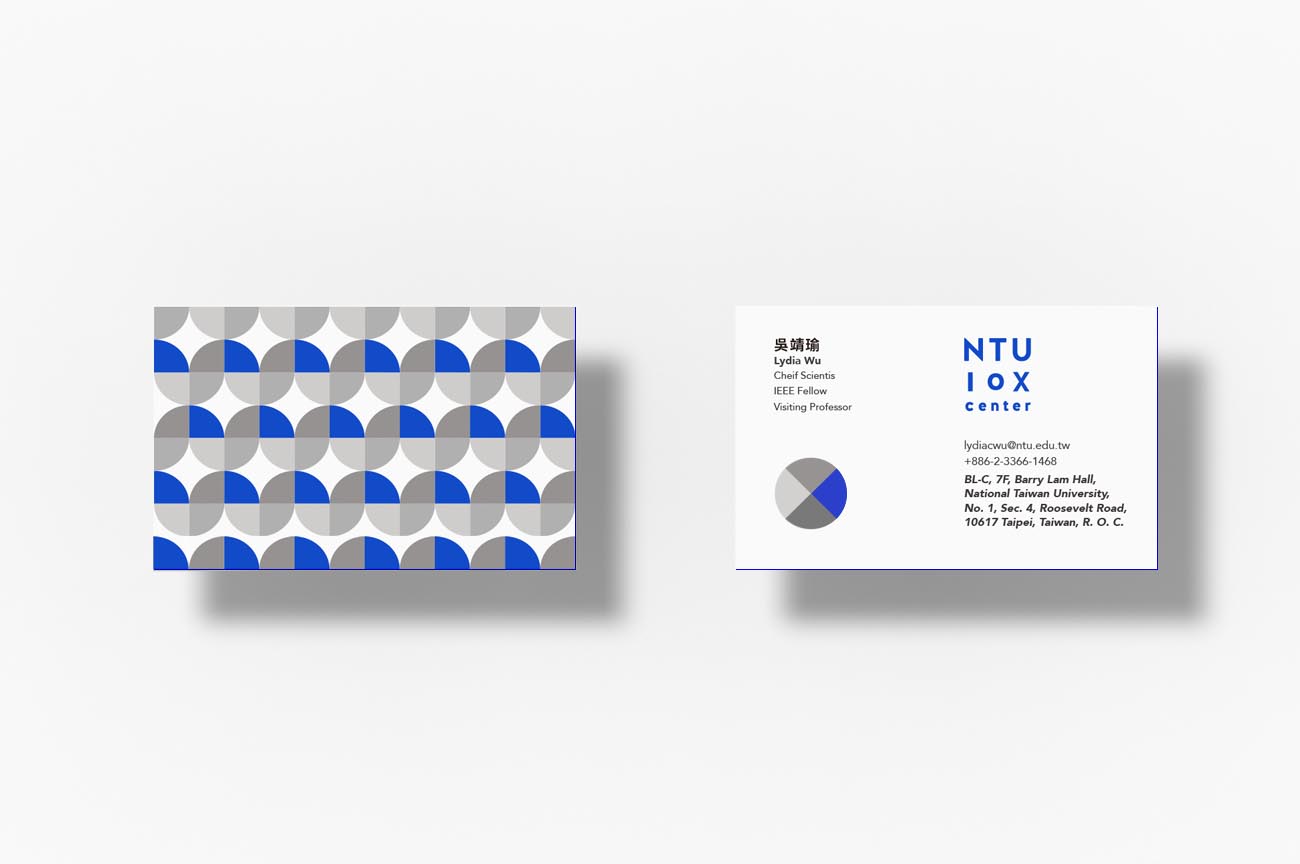 吳靖瑜
Lydia Wu
Cheif Scientis
IEEE Fellow
Visiting Professor
NTU
IOX
center
lydiacwu@ntu.edu.tw
+886-2-3366-1468
BL-C, 7F, Barry Lam Hall,
National Taiwan University,
No. 1, Sec. 4, Roosevelt Road,
10617 Taipei, Taiwan, R. O. C.